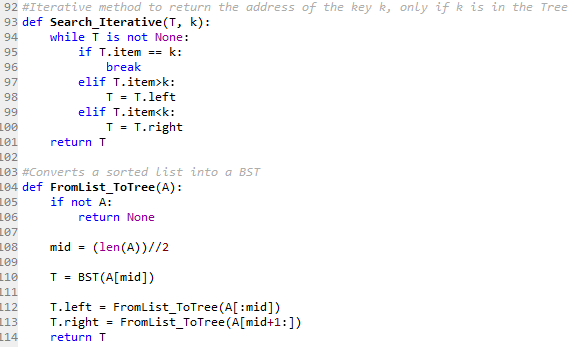 92 #Iterative method to return the address of the key k, only if k is in the Tree
93 def Search_Iterative(T, k):
94     while T is not None:
95         if T.item == k:
96             break
97         elif T.item>k:
98             T = T.left
99         elif T.item<k:
100             T = T.right
101     return T
102
103 #Converts a sorted list into a BST
104 def FromList_ToTree(A):
105     if not A:
106         return None
107
108     mid = (len(A))//2
109
110     T = BST(A[mid])
111
112     T.left = FromList_ToTree(A[:mid])
113     T.right = FromList_ToTree(A[mid+1:])
114     return T